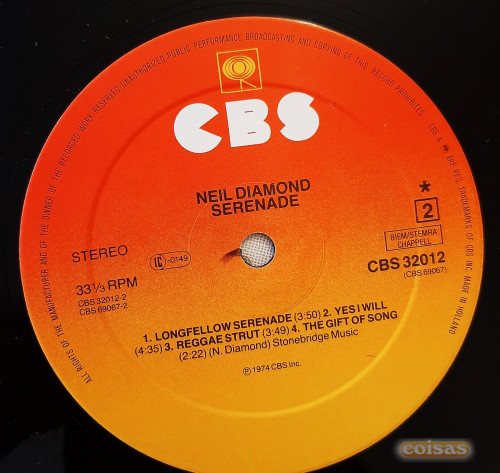 ALL RIGHTS OF THE MANUFACTURER AND OF THE OWNER OF THE RECORDED WORK RESERVED UNAUTHORIZED PUBLIC PERFORMANCE, BROADCASTING AND COPYING OF THIS RECORD PROHIBITED
CBS & ARE REG. TRADEMARKS OF CBS INC. MADE IN HOLLAND
CBS
NEIL DIAMOND
SERENADE
*
2
STEREO
LC-0149
BIEM/STEMRA
CHAPPELL
33⅓ RPM
CBS 32012
CBS 32012-2
(CBS 69067)
CBS 69067-2
1. LONGFELLOW SERENADE (3:50) 2. YES I WILL
(4:35) 3. REGGAE STRUT (3:49) 4. THE GIFT OF SONG
(2:22) (N. Diamond) Stonebridge Music
℗ 1974 CBS Inc.
coisas